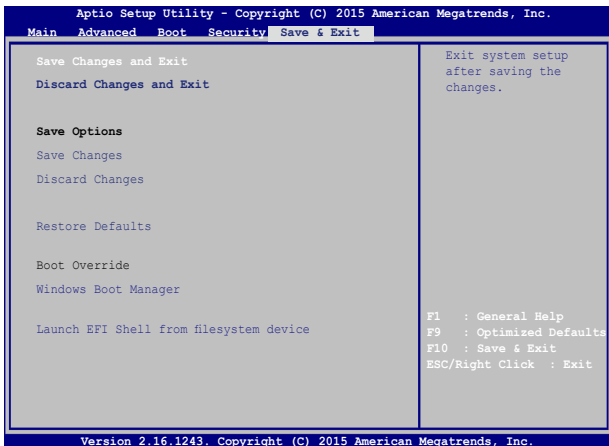 Aptio Setup Utility - Copyright (C) 2015 American Megatrends, Inc.
Main Advanced Boot Security Save & Exit
Save Changes and Exit
Discard Changes and Exit
Save Options
Save Changes
Discard Changes
Restore Defaults
Boot Override
Windows Boot Manager
Launch EFI Shell from filesystem device
Exit system setup
after saving the
changes.
F1 : General Help
F9 : Optimized Defaults
F10 : Save & Exit
ESC/Right Click : Exit
Version 2.16.1243. Copyright (C) 2015 American Megatrends, Inc.